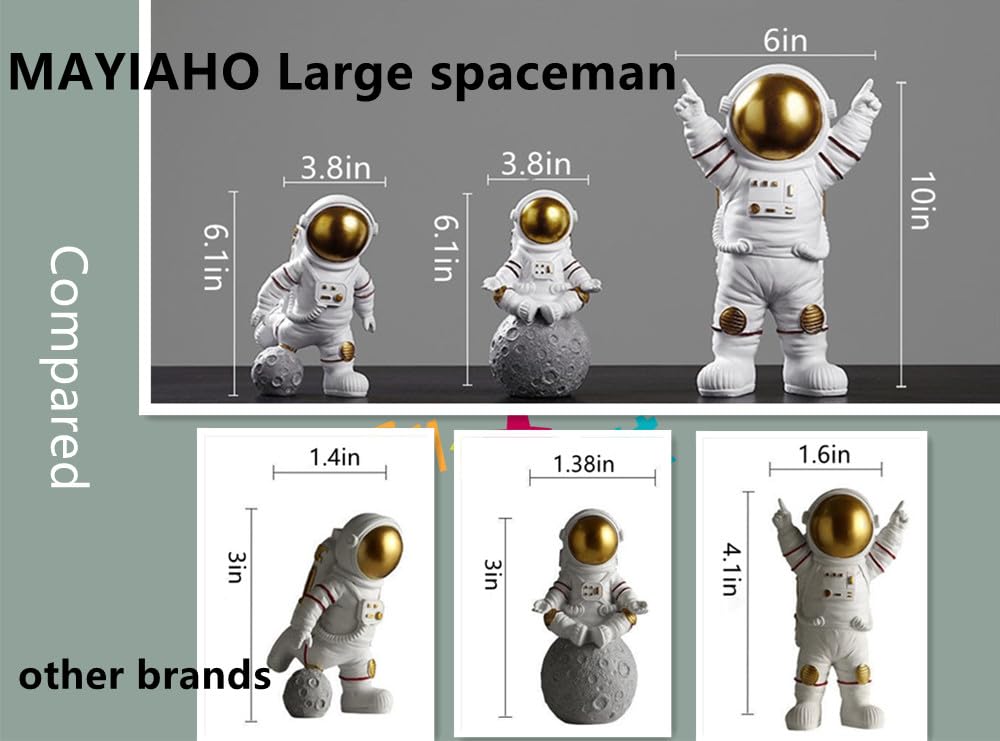 MAYIAHO Large spaceman
6in
3.8in
3.8in
6.1in
6.1in
10in
Compared
1.4in
1.38in
1.6in
3in
3in
4.1in
other brands